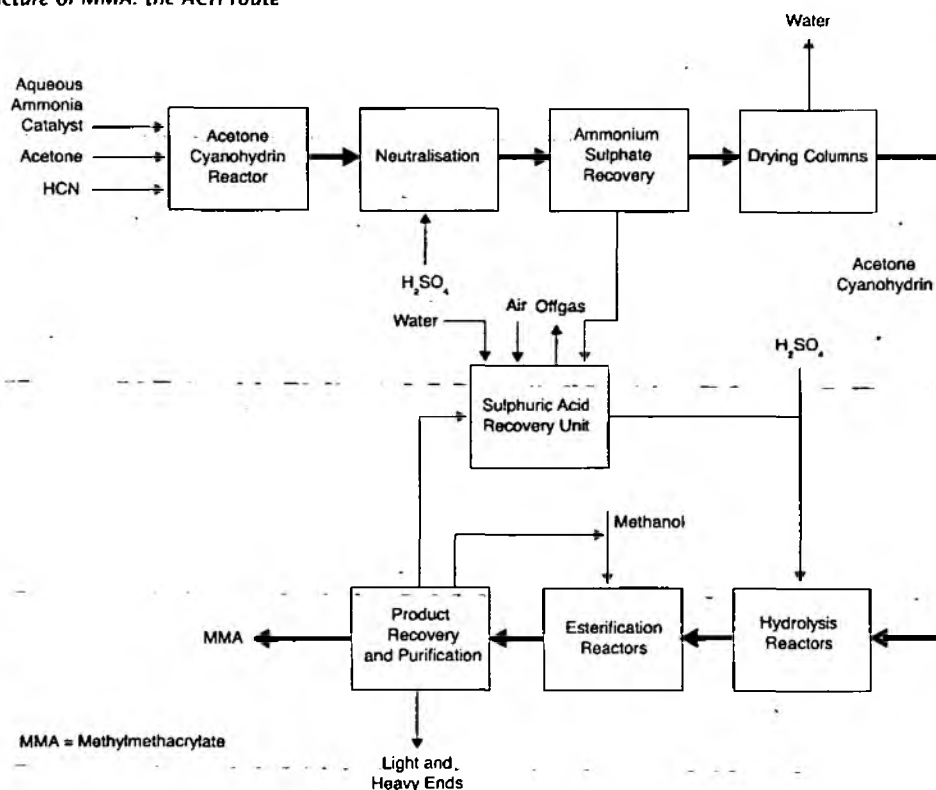 Water
Aqueous
Ammonia
Catalyst
Acetone
HCN
Acetone
Cyanohydrin
Reactor
Neutralisation
Ammonium
Sulphate
Recovery
Drying Columns
H₂SO₄
Water
Air Offgas
Acetone
Cyanohydrin
H₂SO₄
Sulphuric Acid
Recovery Unit
Methanol
MMA
Product
Recovery
and Purification
Esterification
Reactors
Hydrolysis
Reactors
MMA = Methylmethacrylate
Light and
Heavy Ends